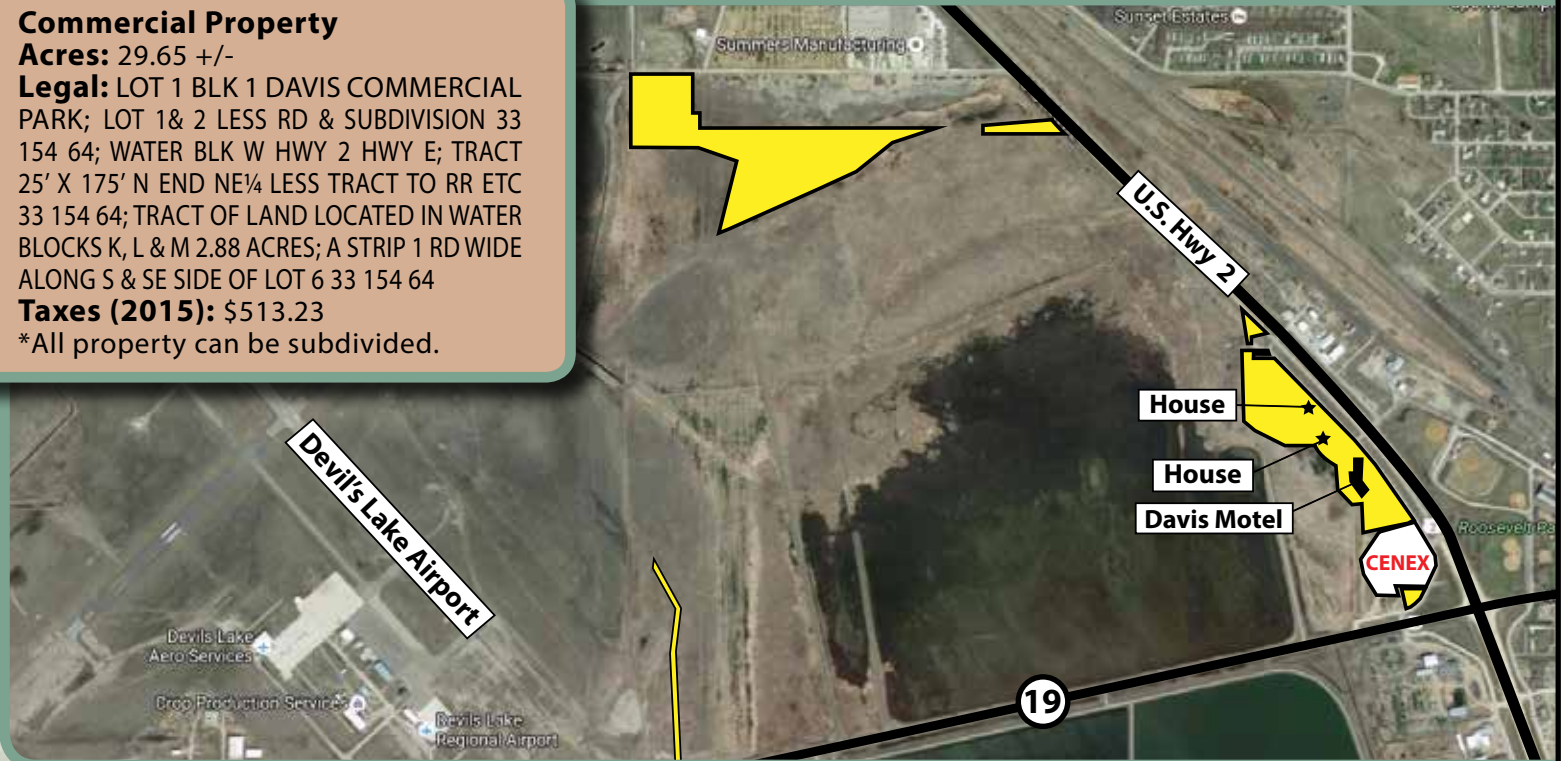 Commercial Property
Acres: 29.65 +/-
Legal: LOT 1 BLK 1 DAVIS COMMERCIAL
PARK; LOT 1& 2 LESS RD & SUBDIVISION 33
154 64; WATER BLK W HWY 2 HWY E; TRACT
25' X 175' N END NE¼ LESS TRACT TO RR ETC
33 154 64; TRACT OF LAND LOCATED IN WATER
BLOCKS K, L & M 2.88 ACRES; A STRIP 1 RD WIDE
ALONG S & SE SIDE OF LOT 6 33 154 64
Taxes (2015): $513.23
*All property can be subdivided.
Summers Manufacturing
Sunset Estates
U.S. Hwy 2
House
House
Davis Motel
CENEX
2
Roosevelt Pa
19
Devil's Lake Airport
Devils Lake
Aero Services
Crop Production Services
Devils Lake
Regional Airport